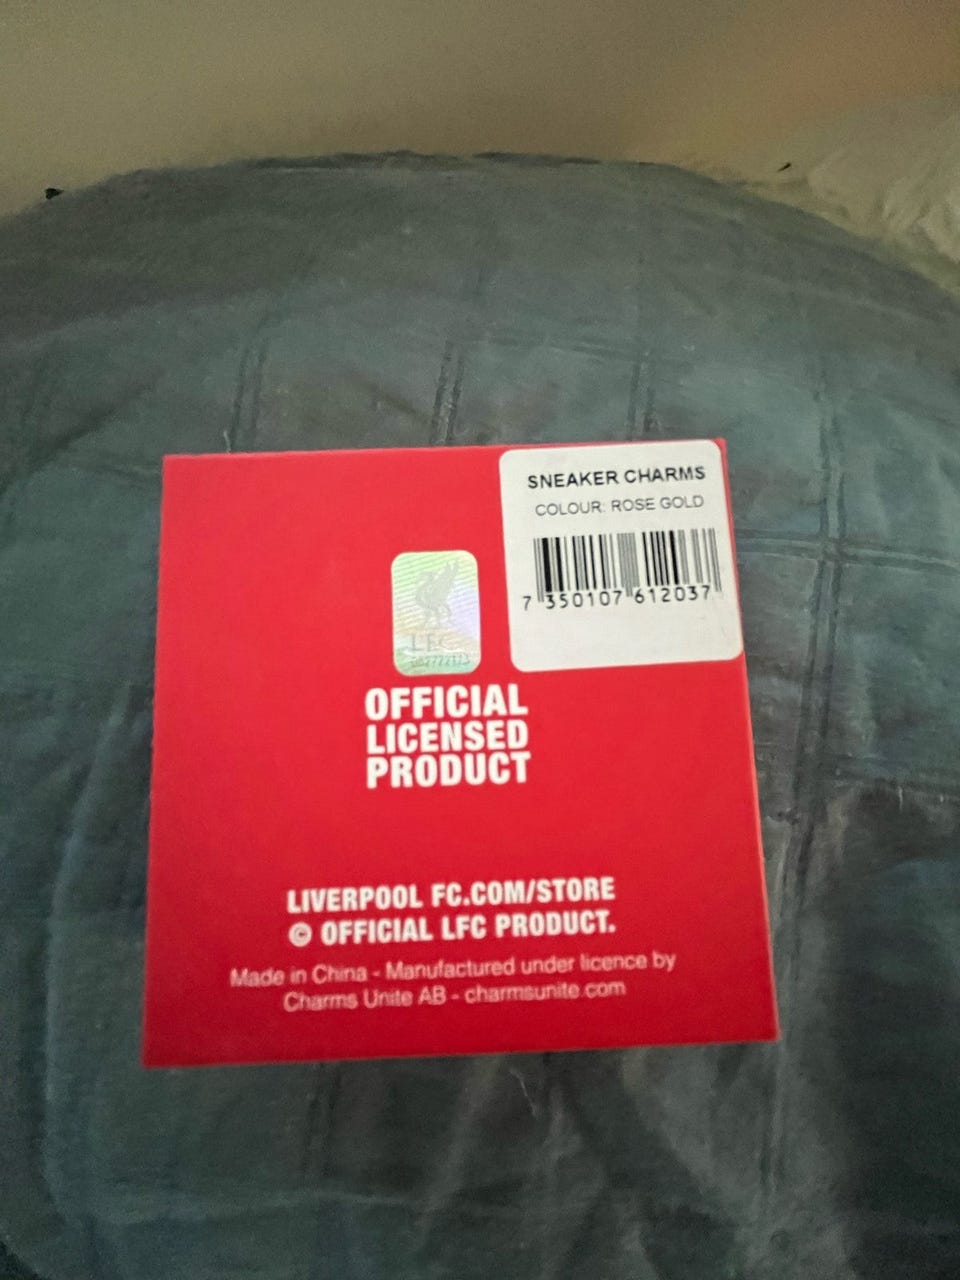 SNEAKER CHARMS
COLOUR: ROSE GOLD
7 350107 612037
L.F.C.
OFFICIAL
LICENSED
PRODUCT
LIVERPOOL FC.COM/STORE
© OFFICIAL LFC PRODUCT.
Made in China - Manufactured under licence by
Charms Unite AB - charmsunite.com